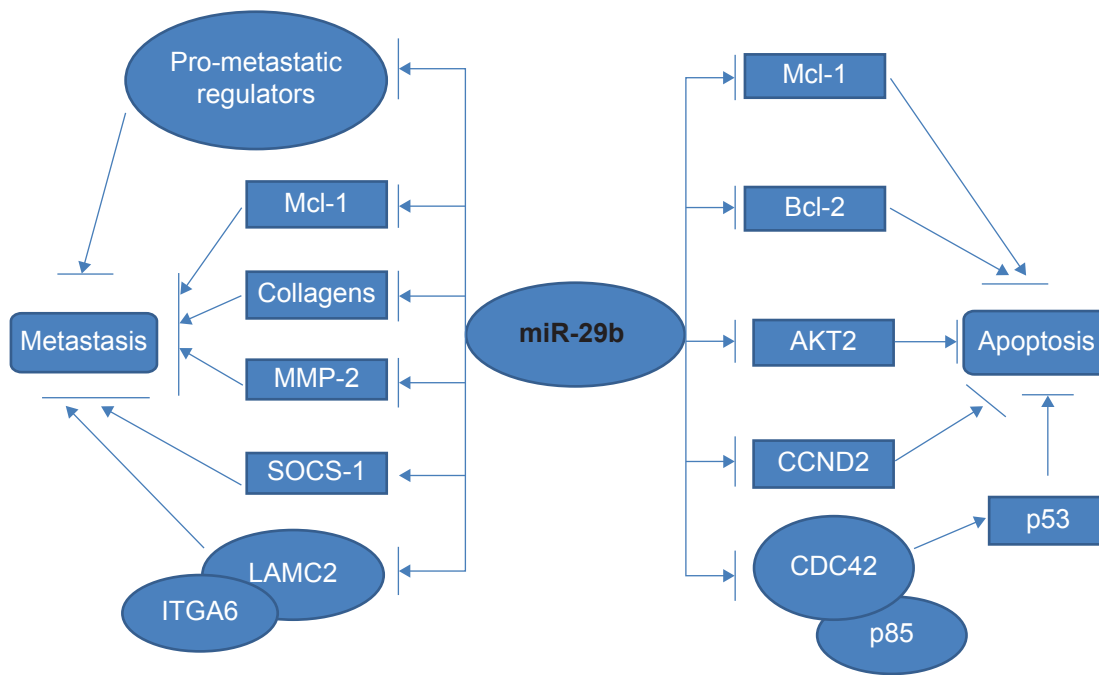 Pro-metastatic
regulators
Mcl-1
Collagens
Metastasis
MMP-2
SOCS-1
LAMC2
ITGA6
miR-29b
Mcl-1
Bcl-2
AKT2
Apoptosis
CCND2
p53
CDC42
p85